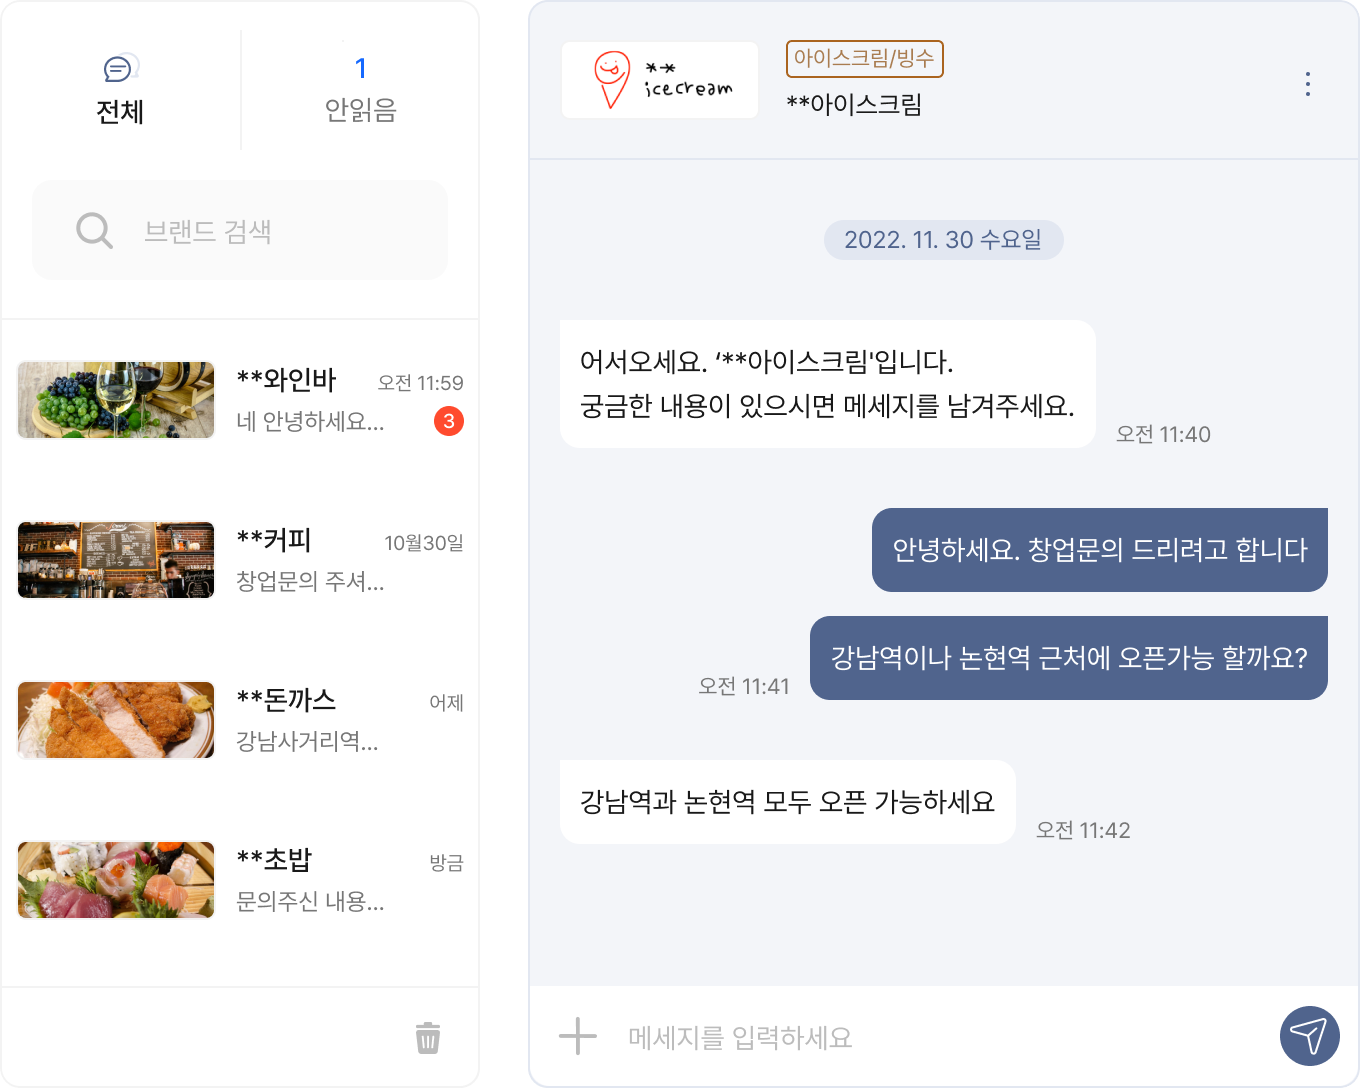 전체
1
안읽음
브랜드 검색
**와인바
오전 11:59
네 안녕하세요...
3
**커피
10월30일
창업문의 주셔...
**돈까스
어제
강남사거리역...
**초밥
방금
문의주신 내용...
**
icecream
아이스크림/빙수
**아이스크림
2022. 11. 30 수요일
어서오세요. ‘**아이스크림'입니다.
궁금한 내용이 있으시면 메세지를 남겨주세요.
오전 11:40
안녕하세요. 창업문의 드리려고 합니다
강남역이나 논현역 근처에 오픈가능 할까요?
오전 11:41
강남역과 논현역 모두 오픈 가능하세요
오전 11:42
메세지를 입력하세요